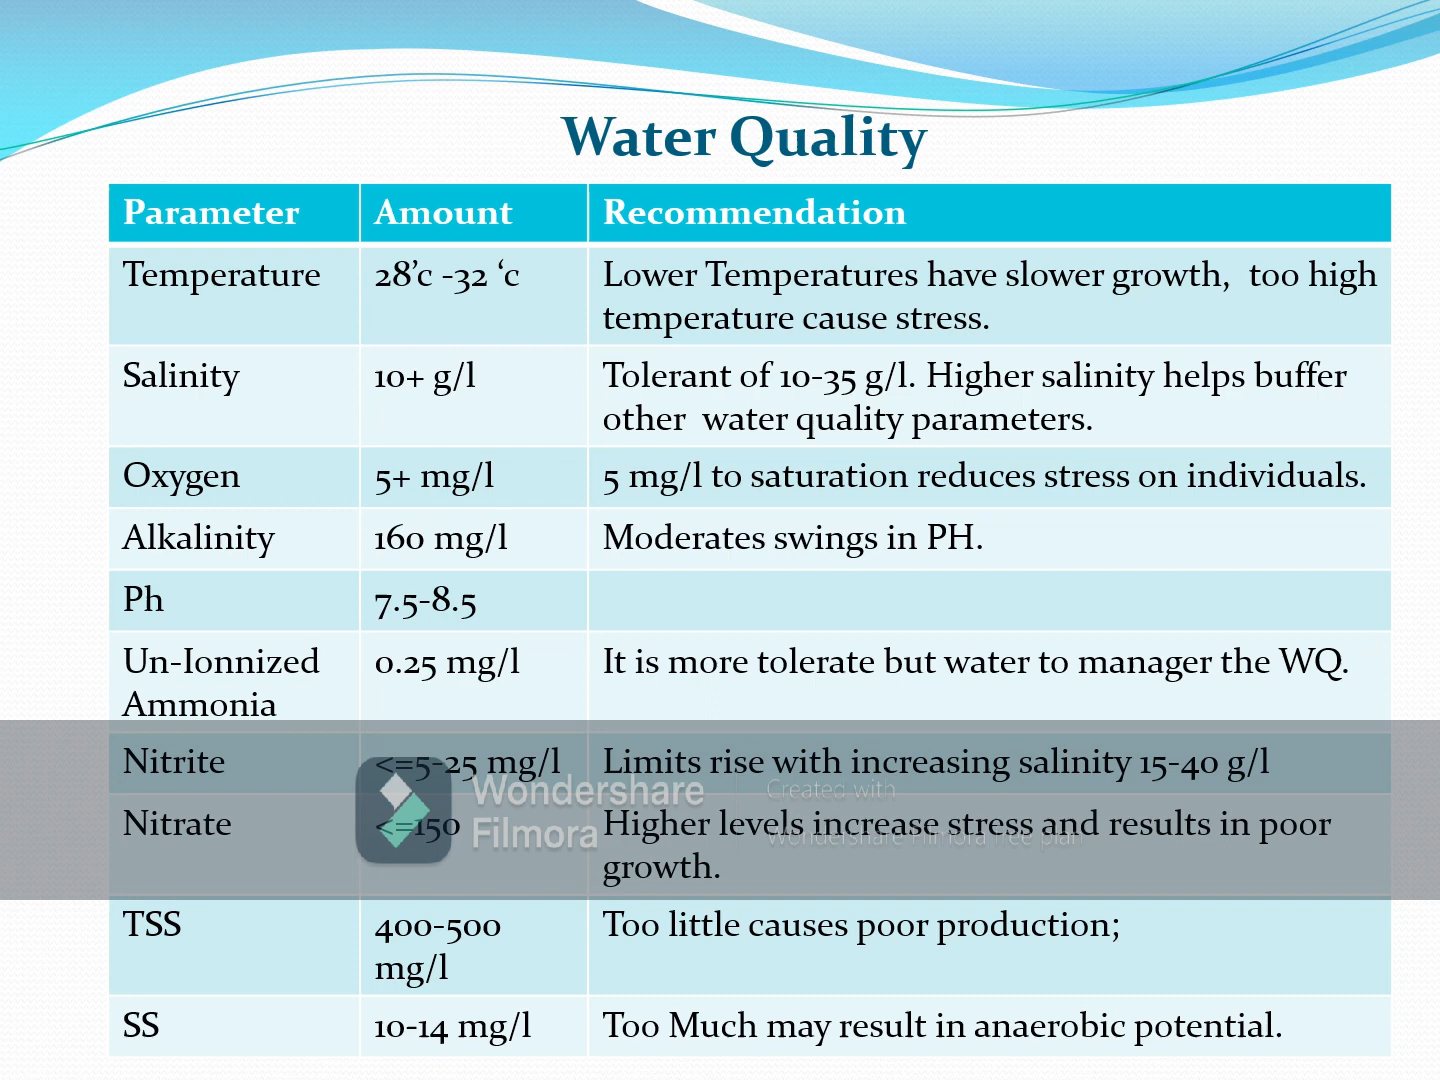 Water Quality
Parameter Amount Recommendation
Temperature 28’c -32 ‘c Lower Temperatures have slower growth, too high
temperature cause stress.
Salinity 10+ g/l Tolerant of 10-35 g/l. Higher salinity helps buffer
other water quality parameters.
Oxygen 5+ mg/l 5 mg/l to saturation reduces stress on individuals.
Alkalinity 160 mg/l Moderates swings in PH.
Ph 7.5-8.5
Un-Ionnized 0.25 mg/l It is more tolerate but water to manager the WQ.
Ammonia
Nitrite <=5-25 mg/l Limits rise with increasing salinity 15-40 g/l
Wondershare Created with
Nitrate <=150 Higher levels increase stress and results in poor
Filmora Wondershare Filmora free plan
growth.
TSS 400-500 Too little causes poor production;
mg/l
SS 10-14 mg/l Too Much may result in anaerobic potential.